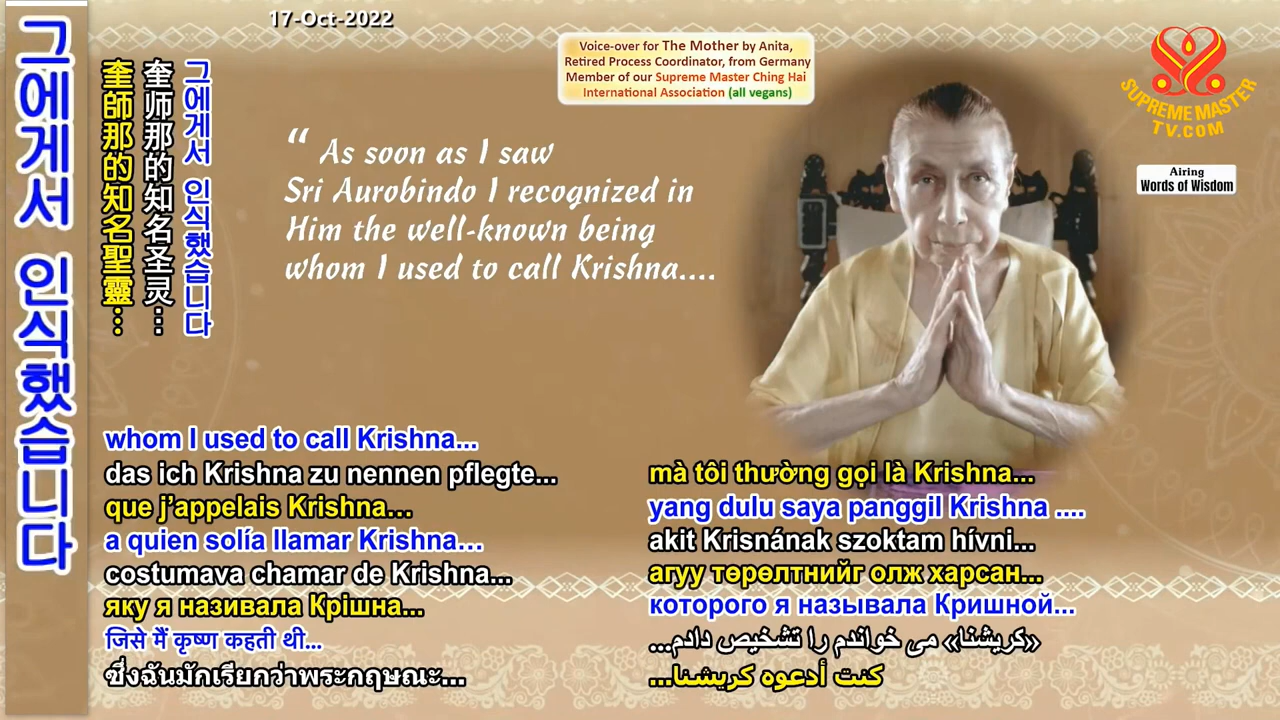 17-Oct-2022
Voice-over for The Mother by Anita,
Retired Process Coordinator, from Germany
Member of our Supreme Master Ching Hai
International Association (all vegans)
SUPREME MASTER
TV.COM
Airing
Words of Wisdom
그에게서 인식했습니다
奎師那的知名聖靈…
奎师那的知名圣灵…
그에게서 인식했습니다
“ As soon as I saw
Sri Aurobindo I recognized in
Him the well-known being
whom I used to call Krishna....
whom I used to call Krishna...
das ich Krishna zu nennen pflegte...
que j’appelais Krishna…
a quien solía llamar Krishna…
costumava chamar de Krishna...
яку я називала Крішна...
जिसे मैं कृष्ण कहती थी...
ซึ่งฉันมักเรียกว่าพระกฤษณะ...
mà tôi thường gọi là Krishna...
yang dulu saya panggil Krishna ....
akit Krisnának szoktam hívni...
агуу төрөлтнийг олж харсан...
которого я называла Кришной...
«کریشنا» می خواندم را تشخیص دادم...
كنت أدعوه كريشنا...